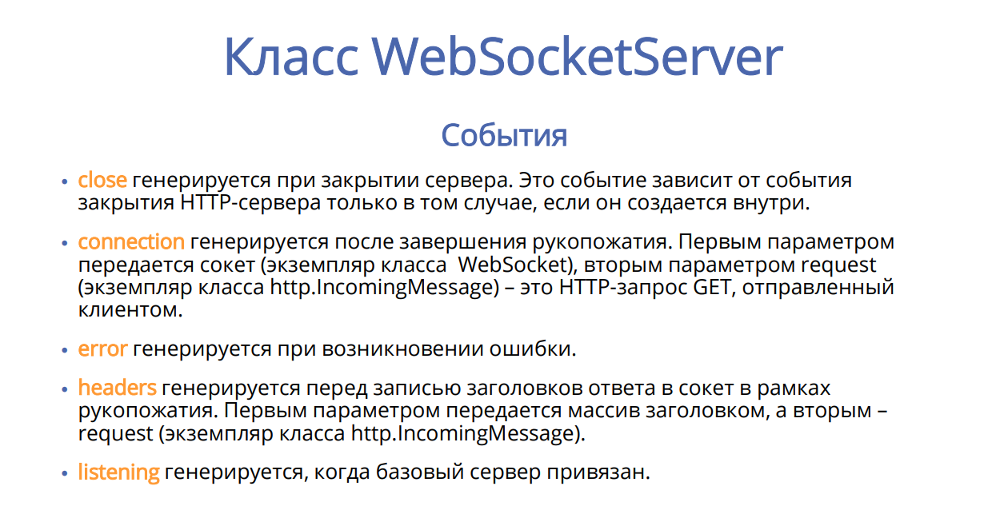 Класс WebSocketServer
События
• close генерируется при закрытии сервера. Это событие зависит от события
закрытия HTTP-сервера только в том случае, если он создается внутри.
• connection генерируется после завершения рукопожатия. Первым параметром
передается сокет (экземпляр класса  WebSocket), вторым параметром request
(экземпляр класса http.IncomingMessage) – это HTTP-запрос GET, отправленный
клиентом.
• error генерируется при возникновении ошибки.
• headers генерируется перед записью заголовков ответа в сокет в рамках
рукопожатия. Первым параметром передается массив заголовком, а вторым –
request (экземпляр класса http.IncomingMessage).
• listening генерируется, когда базовый сервер привязан.